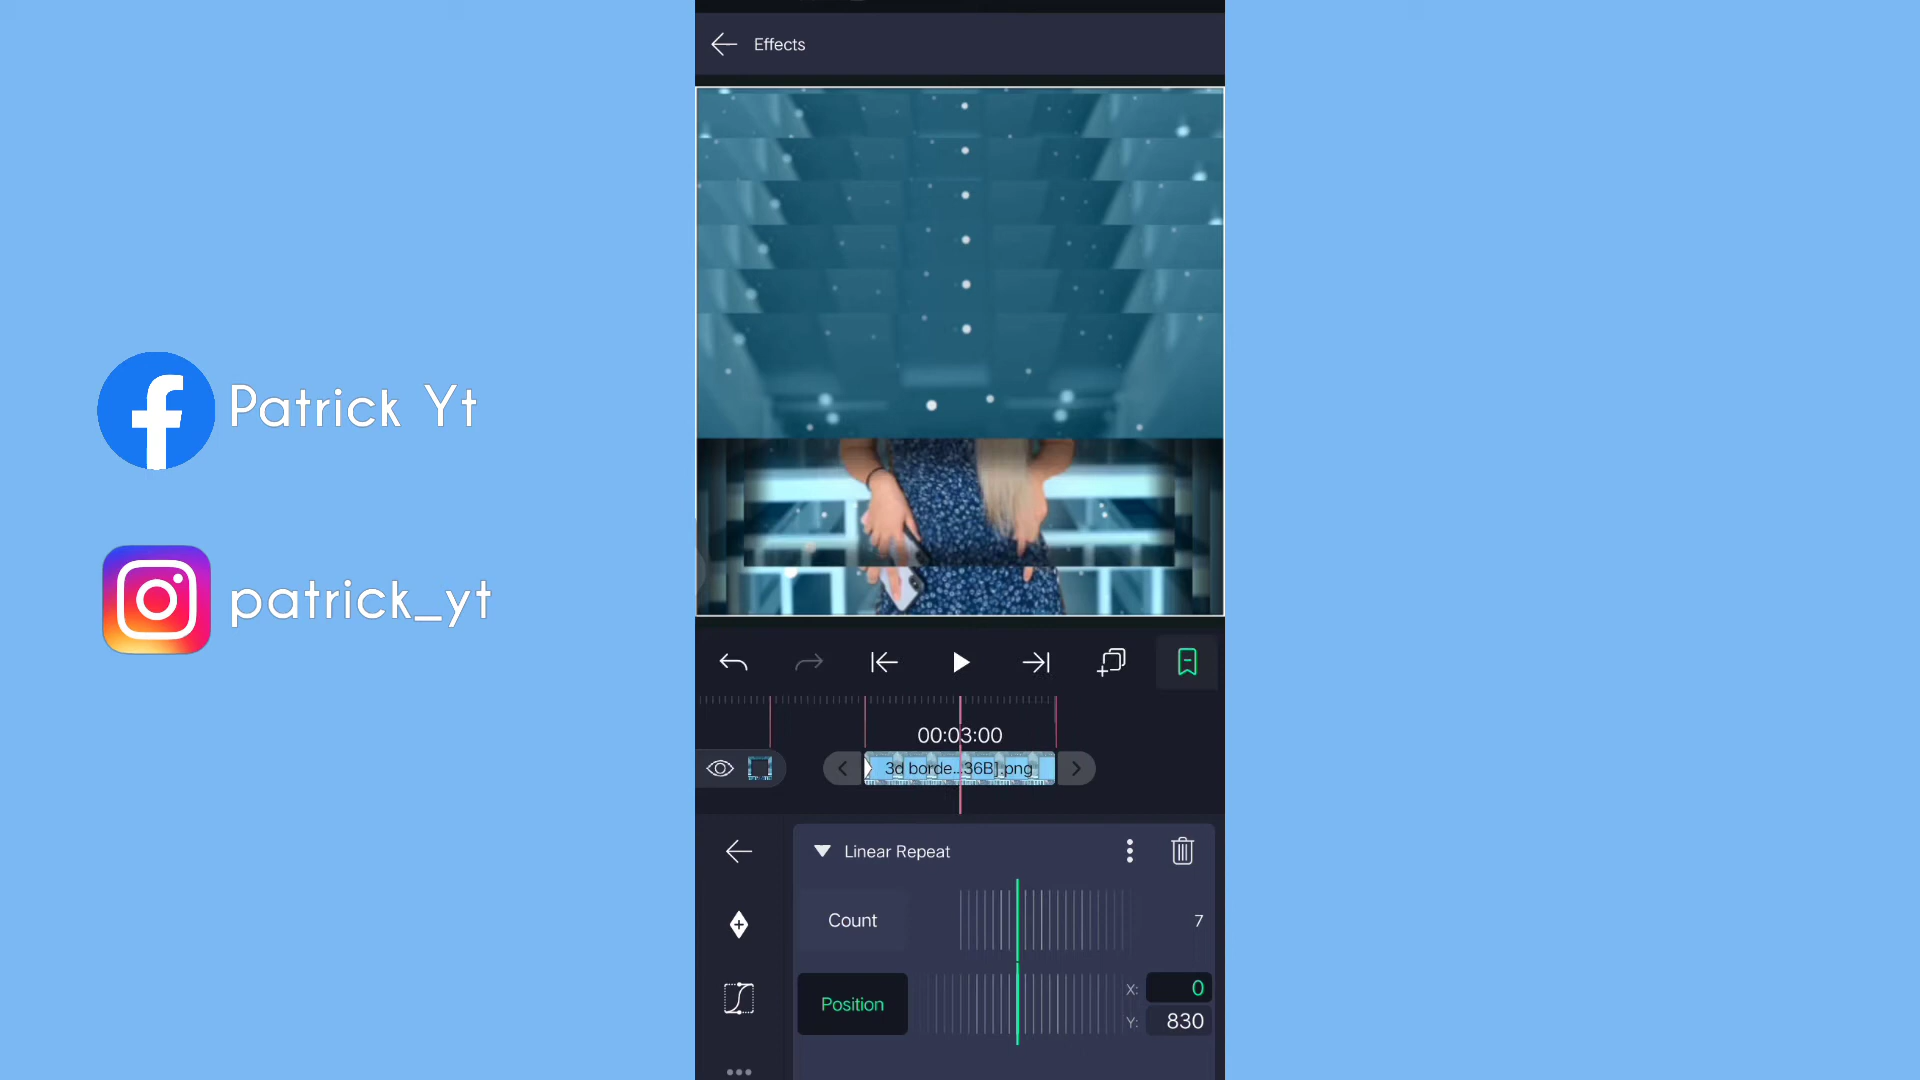 Effects
Patrick Yt
patrick_yt
00:03:00
3d borde...36B].png
Linear Repeat
Count
7
Position
X: 0
Y: 830